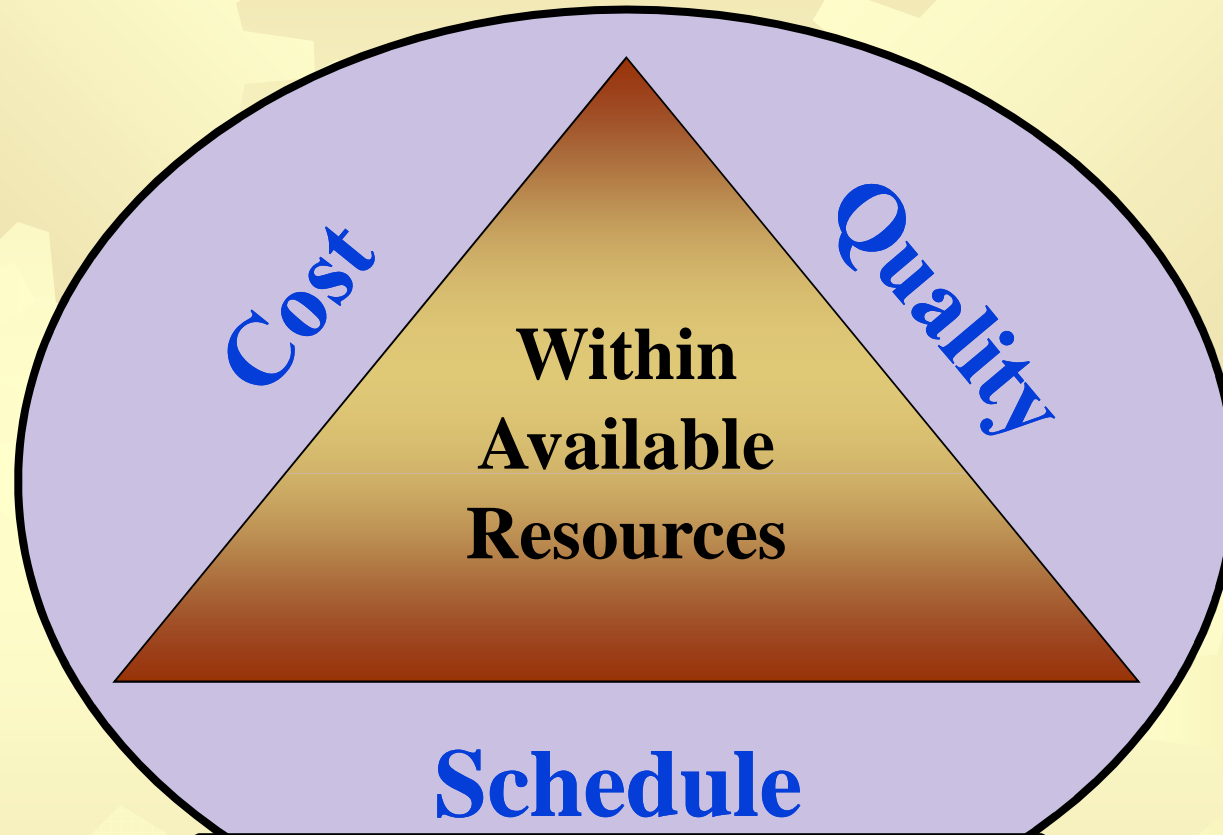 Cost
Quality
Within
Available
Resources
Schedule